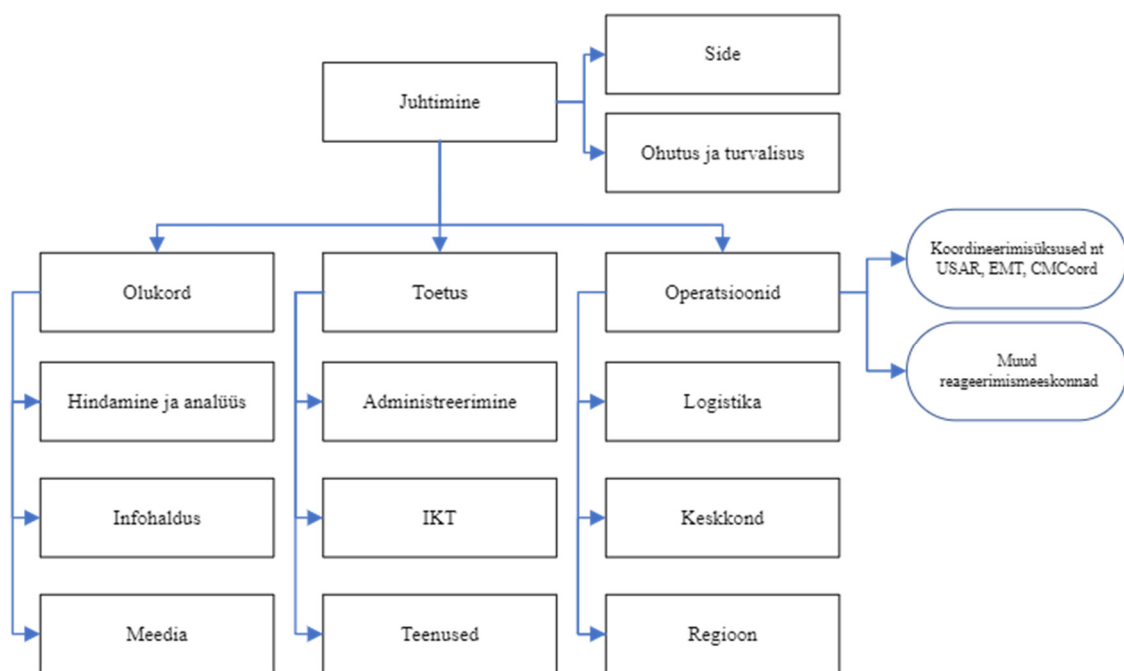 Side
Juhtimine
Ohutus ja turvalisus
Koordineerimisüksused nt
USAR, EMT, CMCoord
Olukord
Toetus
Operatsioonid
Muud
reageerimismeeskonnad
Hindamine ja analüüs
Administreerimine
Logistika
Infohaldus
IKT
Keskkond
Meedia
Teenused
Regioon